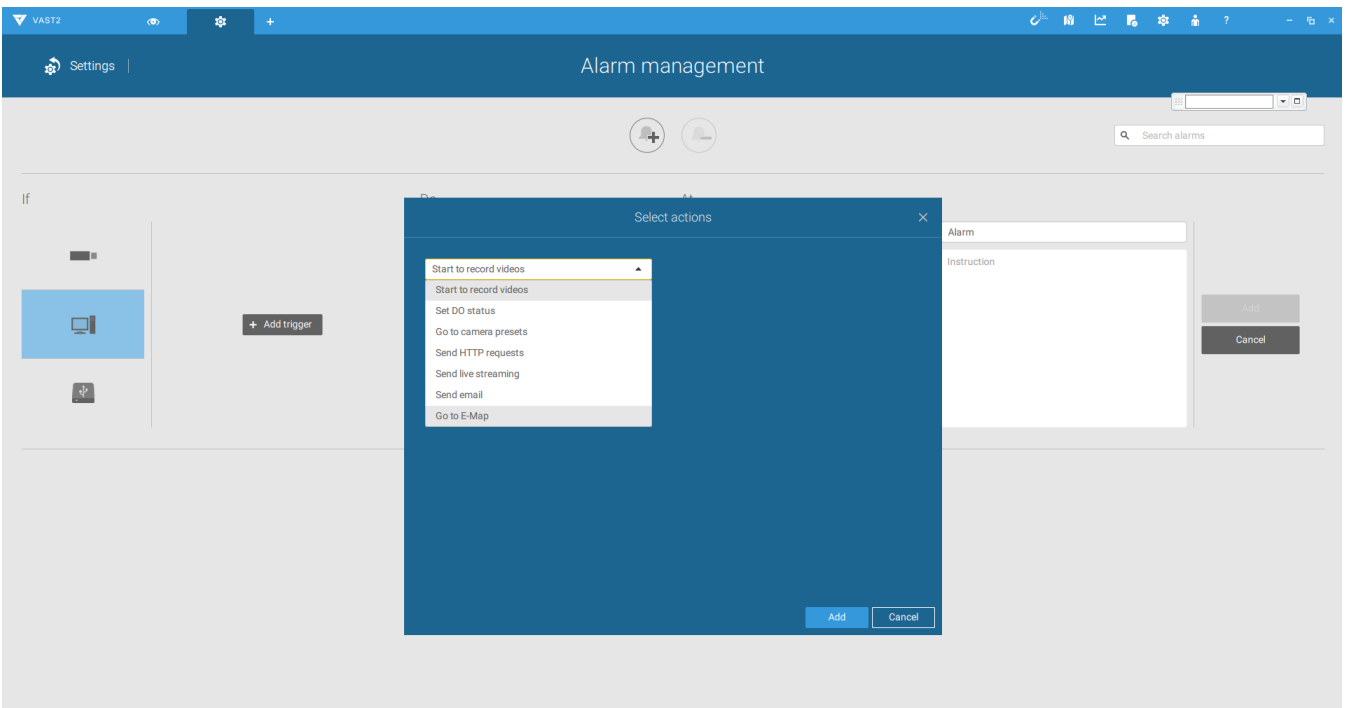 VAST2
+
?
Settings
Alarm management
Search alarms
If
Do
At
Select actions
Alarm
Instruction
Start to record videos
Start to record videos
Set DO status
Go to camera presets
Send HTTP requests
Send live streaming
Send email
Go to E-Map
+ Add trigger
Add
Cancel
Add
Cancel